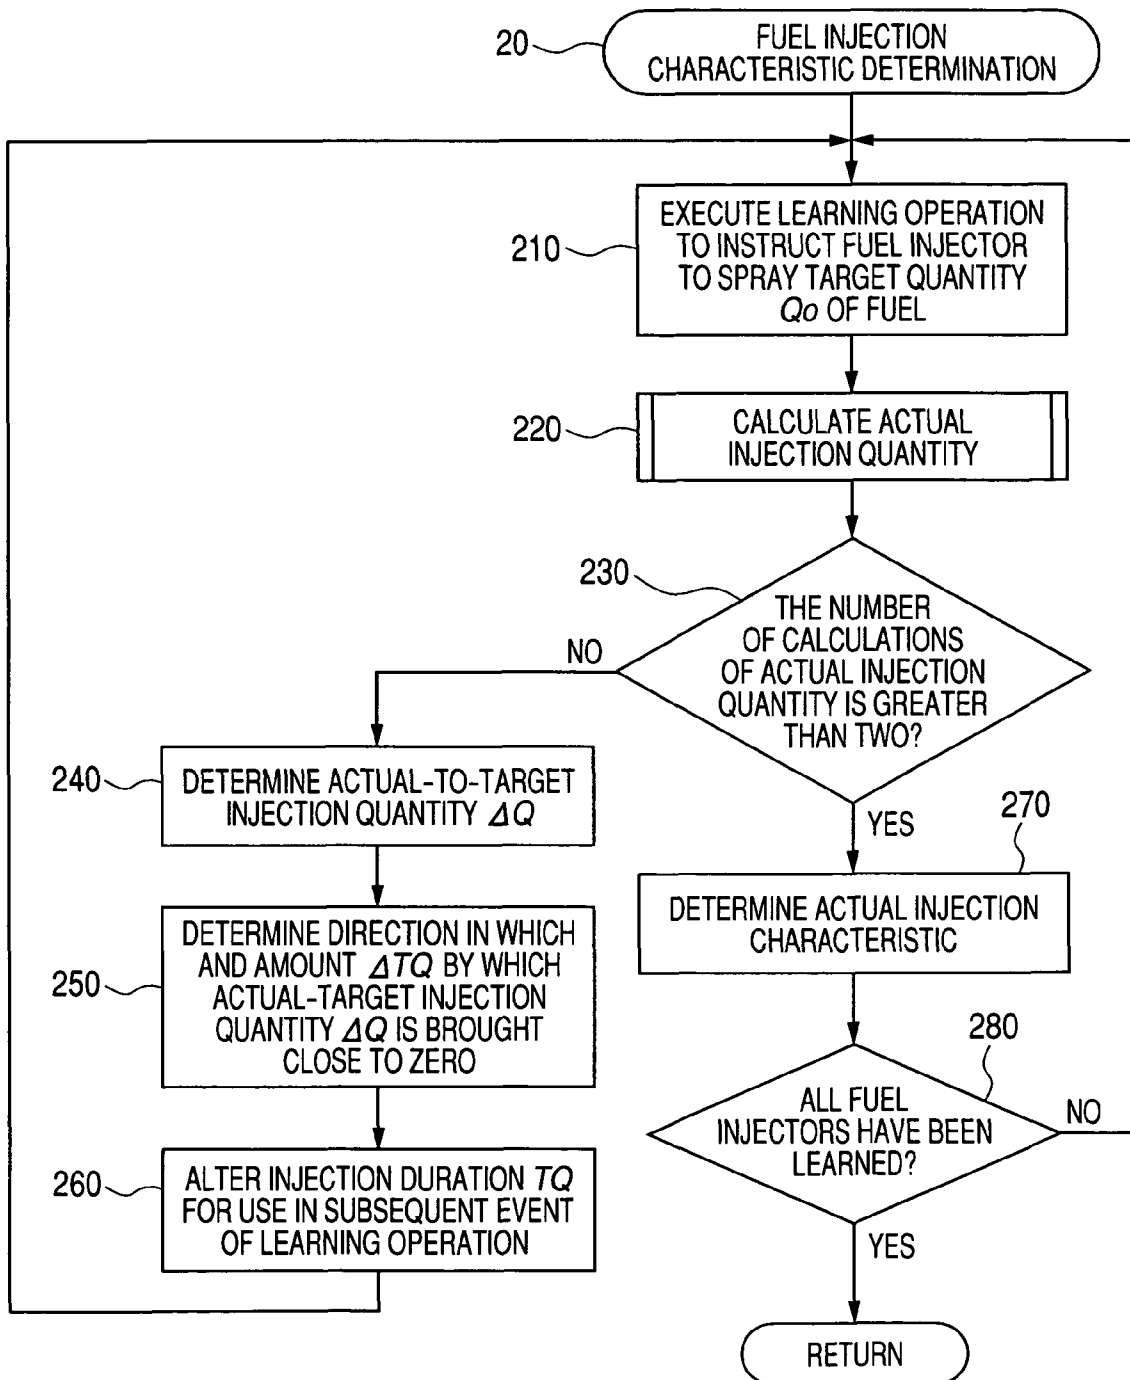 20
FUEL INJECTION
CHARACTERISTIC DETERMINATION
210
EXECUTE LEARNING OPERATION
TO INSTRUCT FUEL INJECTOR
TO SPRAY TARGET QUANTITY
Qo OF FUEL
220
CALCULATE ACTUAL
INJECTION QUANTITY
230
THE NUMBER
OF CALCULATIONS
OF ACTUAL INJECTION
QUANTITY IS GREATER
THAN TWO?
NO
YES
240
DETERMINE ACTUAL-TO-TARGET
INJECTION QUANTITY ΔQ
250
DETERMINE DIRECTION IN WHICH
AND AMOUNT ΔTQ BY WHICH
ACTUAL-TARGET INJECTION
QUANTITY ΔQ IS BROUGHT
CLOSE TO ZERO
260
ALTER INJECTION DURATION TQ
FOR USE IN SUBSEQUENT EVENT
OF LEARNING OPERATION
270
DETERMINE ACTUAL INJECTION
CHARACTERISTIC
280
ALL FUEL
INJECTORS HAVE BEEN
LEARNED?
NO
YES
RETURN